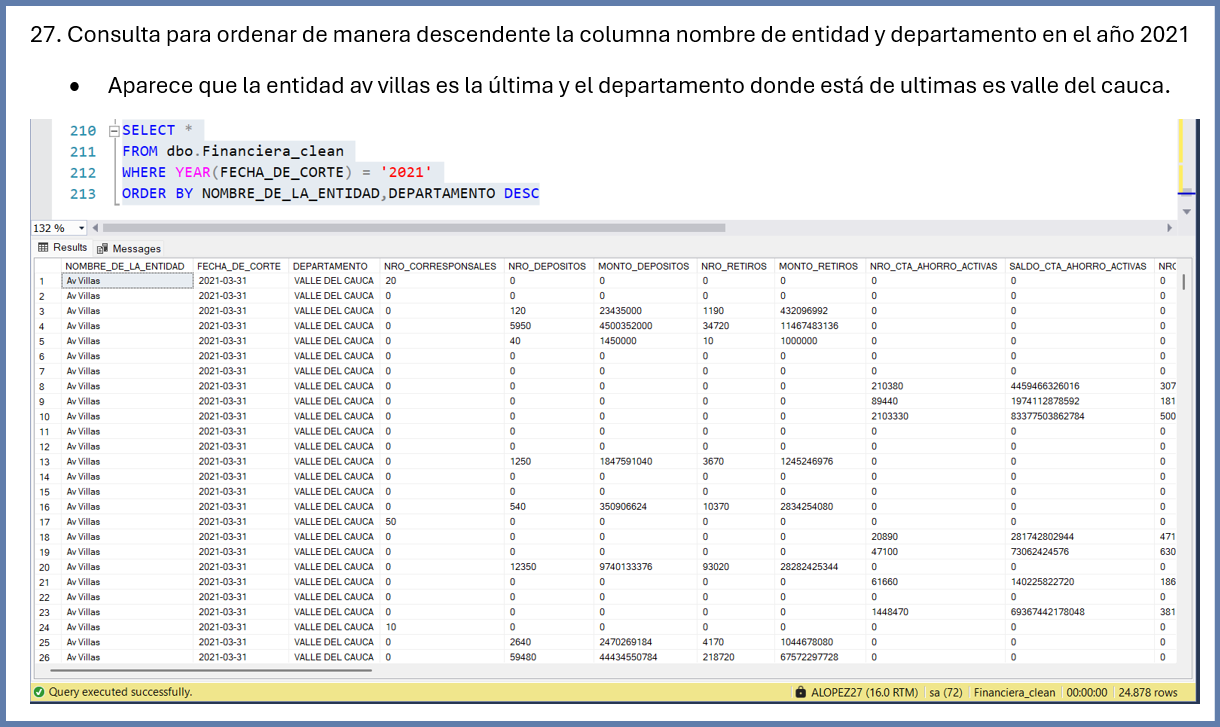 27. Consulta para ordenar de manera descendente la columna nombre de entidad y departamento en el año 2021
• Aparece que la entidad av villas es la última y el departamento donde está de ultimas es valle del cauca.
210 SELECT *
211 FROM dbo.Financiera_clean
212 WHERE YEAR(FECHA_DE_CORTE) = '2021'
213 ORDER BY NOMBRE_DE_LA_ENTIDAD,DEPARTAMENTO DESC
132 %
Results Messages
NOMBRE_DE_LA_ENTIDAD FECHA_DE_CORTE DEPARTAMENTO NRO_CORRESPONSALES NRO_DEPOSITOS MONTO_DEPOSITOS NRO_RETIROS MONTO_RETIROS NRO_CTA_AHORRO_ACTIVAS SALDO_CTA_AHORRO_ACTIVAS NRC
1 Av Villas 2021-03-31 VALLE DEL CAUCA 20 0 0 0 0 0 0 0
2 Av Villas 2021-03-31 VALLE DEL CAUCA 0 0 0 0 0 0 0 0
3 Av Villas 2021-03-31 VALLE DEL CAUCA 0 120 23435000 1190 432096992 0 0 0
4 Av Villas 2021-03-31 VALLE DEL CAUCA 0 5950 4500352000 34720 11467483136 0 0 0
5 Av Villas 2021-03-31 VALLE DEL CAUCA 0 40 1450000 10 1000000 0 0 0
6 Av Villas 2021-03-31 VALLE DEL CAUCA 0 0 0 0 0 0 0 0
7 Av Villas 2021-03-31 VALLE DEL CAUCA 0 0 0 0 0 0 0 0
8 Av Villas 2021-03-31 VALLE DEL CAUCA 0 0 0 0 0 210380 4459466326016 307
9 Av Villas 2021-03-31 VALLE DEL CAUCA 0 0 0 0 0 89440 1974112878592 181
10 Av Villas 2021-03-31 VALLE DEL CAUCA 0 0 0 0 0 2103330 83377503862784 500
11 Av Villas 2021-03-31 VALLE DEL CAUCA 0 0 0 0 0 0 0 0
12 Av Villas 2021-03-31 VALLE DEL CAUCA 0 0 0 0 0 0 0 0
13 Av Villas 2021-03-31 VALLE DEL CAUCA 0 1250 1847591040 3670 1245246976 0 0 0
14 Av Villas 2021-03-31 VALLE DEL CAUCA 0 0 0 0 0 0 0 0
15 Av Villas 2021-03-31 VALLE DEL CAUCA 0 0 0 0 0 0 0 0
16 Av Villas 2021-03-31 VALLE DEL CAUCA 0 540 350906624 10370 2834254080 0 0 0
17 Av Villas 2021-03-31 VALLE DEL CAUCA 50 0 0 0 0 0 0 0
18 Av Villas 2021-03-31 VALLE DEL CAUCA 0 0 0 0 0 20890 281742802944 471
19 Av Villas 2021-03-31 VALLE DEL CAUCA 0 0 0 0 0 47100 73062424576 630
20 Av Villas 2021-03-31 VALLE DEL CAUCA 0 12350 9740133376 93020 28282425344 0 0 0
21 Av Villas 2021-03-31 VALLE DEL CAUCA 0 0 0 0 0 61660 140225822720 186
22 Av Villas 2021-03-31 VALLE DEL CAUCA 0 0 0 0 0 0 0 0
23 Av Villas 2021-03-31 VALLE DEL CAUCA 0 0 0 0 0 1448470 69367442178048 381
24 Av Villas 2021-03-31 VALLE DEL CAUCA 10 0 0 0 0 0 0 0
25 Av Villas 2021-03-31 VALLE DEL CAUCA 0 2640 2470269184 4170 1044678080 0 0 0
26 Av Villas 2021-03-31 VALLE DEL CAUCA 0 59480 44434550784 218720 67572297728 0 0 0
Query executed successfully. ALOPEZ27 (16.0 RTM) sa (72) Financiera_clean 00:00:00 24.878 rows